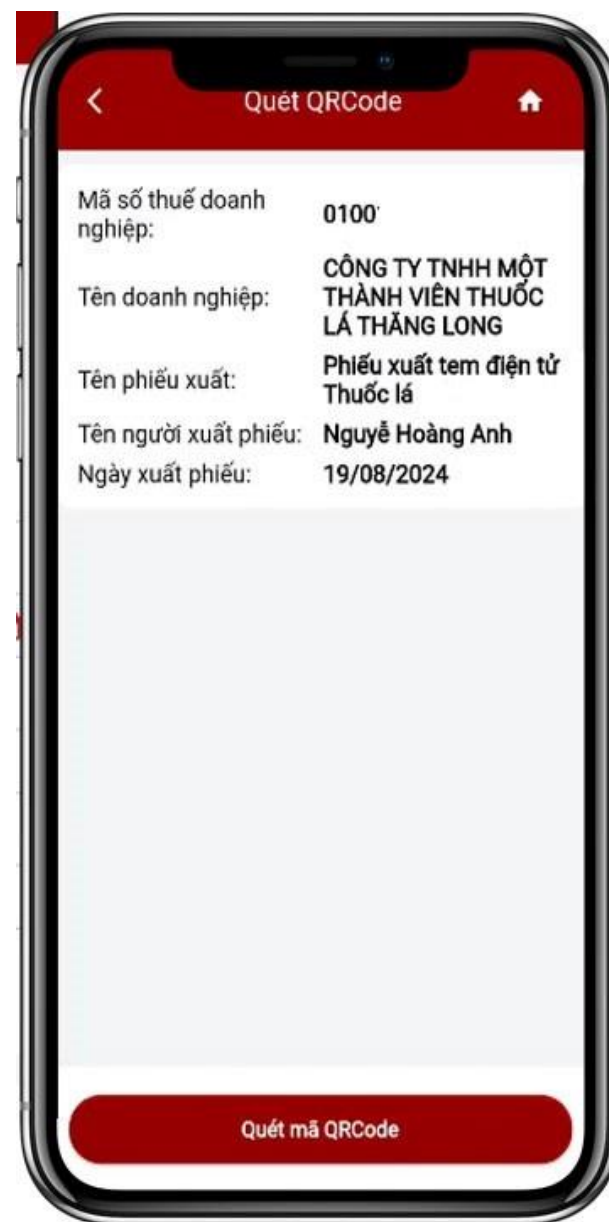 Quét QRCode
Mã số thuế doanh
nghiệp:
0100
Tên doanh nghiệp:
CÔNG TY TNHH MỘT
THÀNH VIÊN THUỐC
LÁ THĂNG LONG
Tên phiếu xuất:
Phiếu xuất tem điện tử
Thuốc lá
Tên người xuất phiếu:
Nguyễ Hoàng Anh
Ngày xuất phiếu:
19/08/2024
Quét mã QRCode